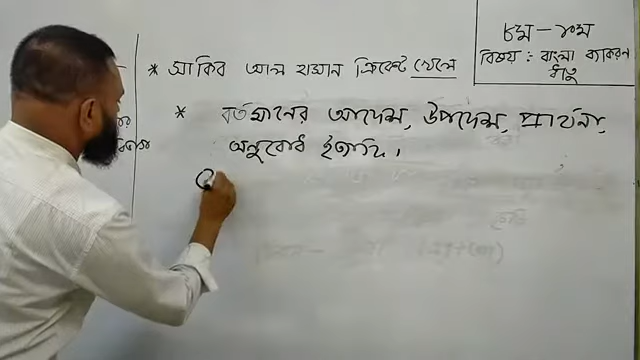 ৮ম - ১০ম
বিষয় : বাংলা ব্যাকরণ
ধাতু
* সাকিব আল হাসান ক্রিকেট খেলে
* বর্তমানের আদেশ, উপদেশ, প্রার্থনা,
অনুরোধ ইত্যাদি।